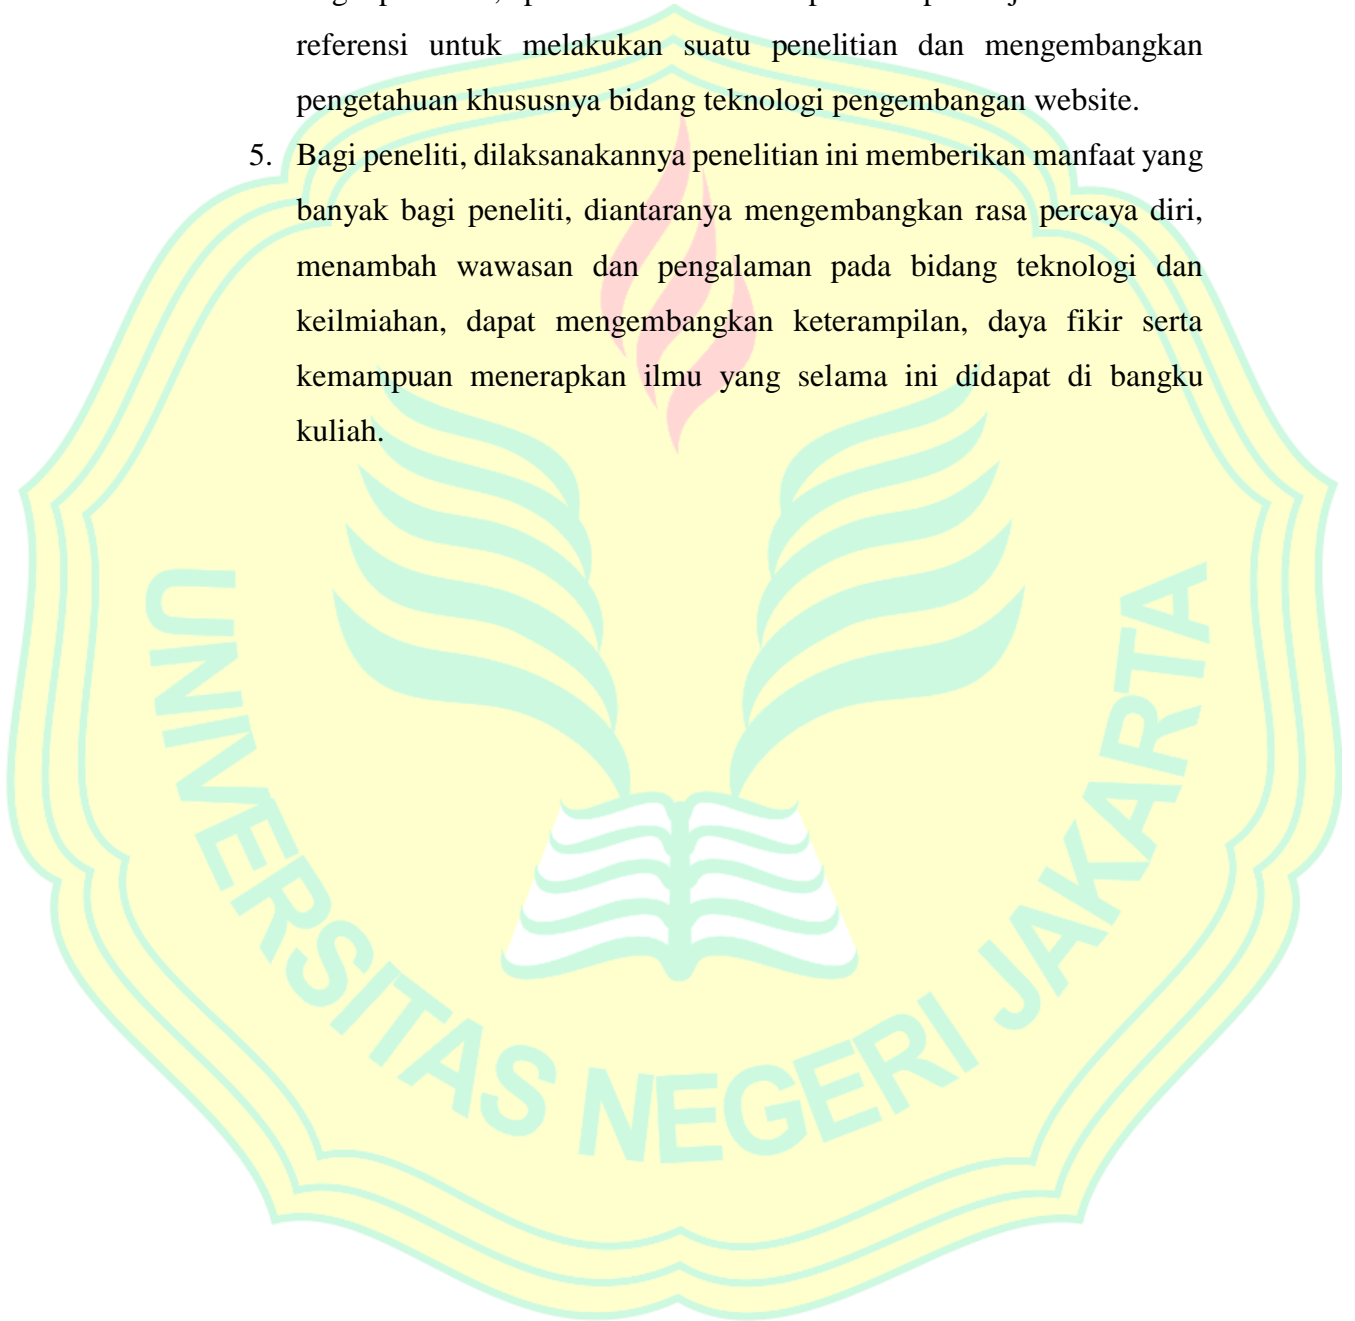 referensi untuk melakukan suatu penelitian dan mengembangkan
pengetahuan khususnya bidang teknologi pengembangan website.
5. Bagi peneliti, dilaksanakannya penelitian ini memberikan manfaat yang
banyak bagi peneliti, diantaranya mengembangkan rasa percaya diri,
menambah wawasan dan pengalaman pada bidang teknologi dan
keilmiahan, dapat mengembangkan keterampilan, daya fikir serta
kemampuan menerapkan ilmu yang selama ini didapat di bangku
kuliah.
UNIVERSITAS NEGERI JAKARTA